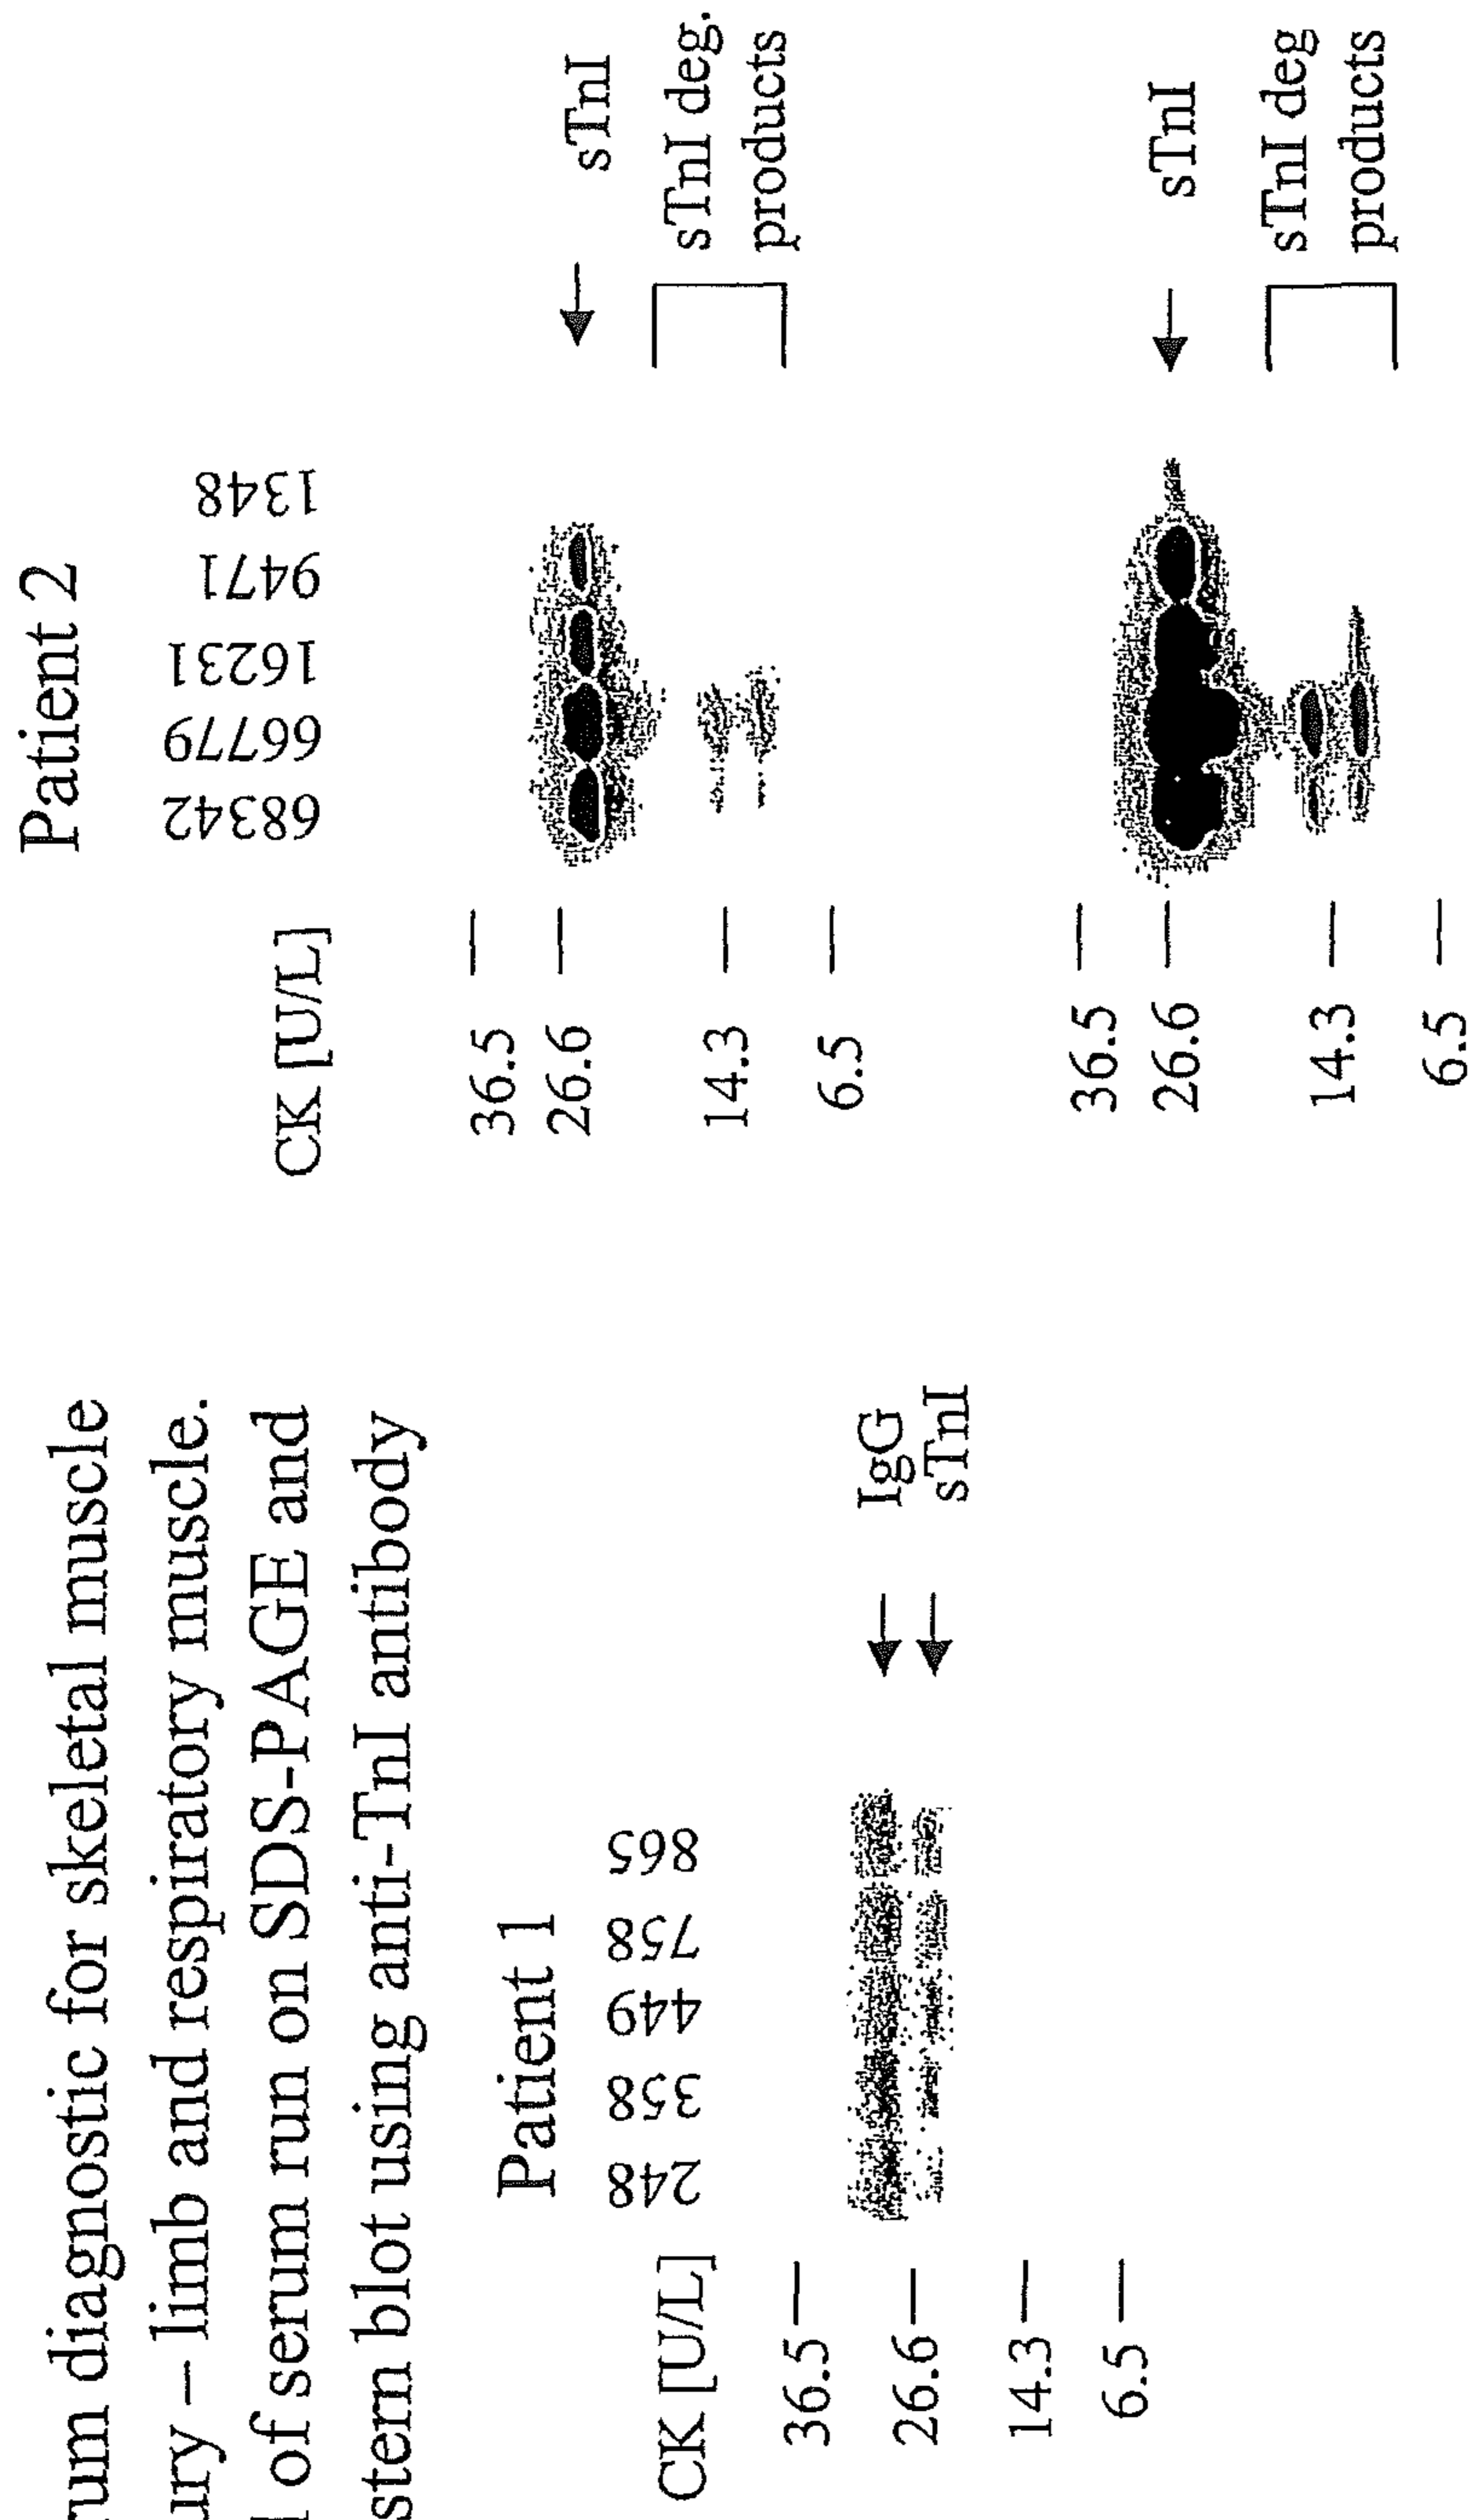 diagnostic for skeletal muscle
– limb and respiratory muscle.
of serum run on SDS-PAGE and
blot using anti-TnI antibody
Patient 1
CK [U/L] 248 358 449 758 865
36.5
26.6
14.3
6.5
IgG
sTnI
Patient 2
CK [U/L] 68342 66779 16231 9471 1348
36.5
26.6
14.3
6.5
sTnI
sTnI deg.
products
36.5
26.6
14.3
6.5
sTnI
sTnI deg
products